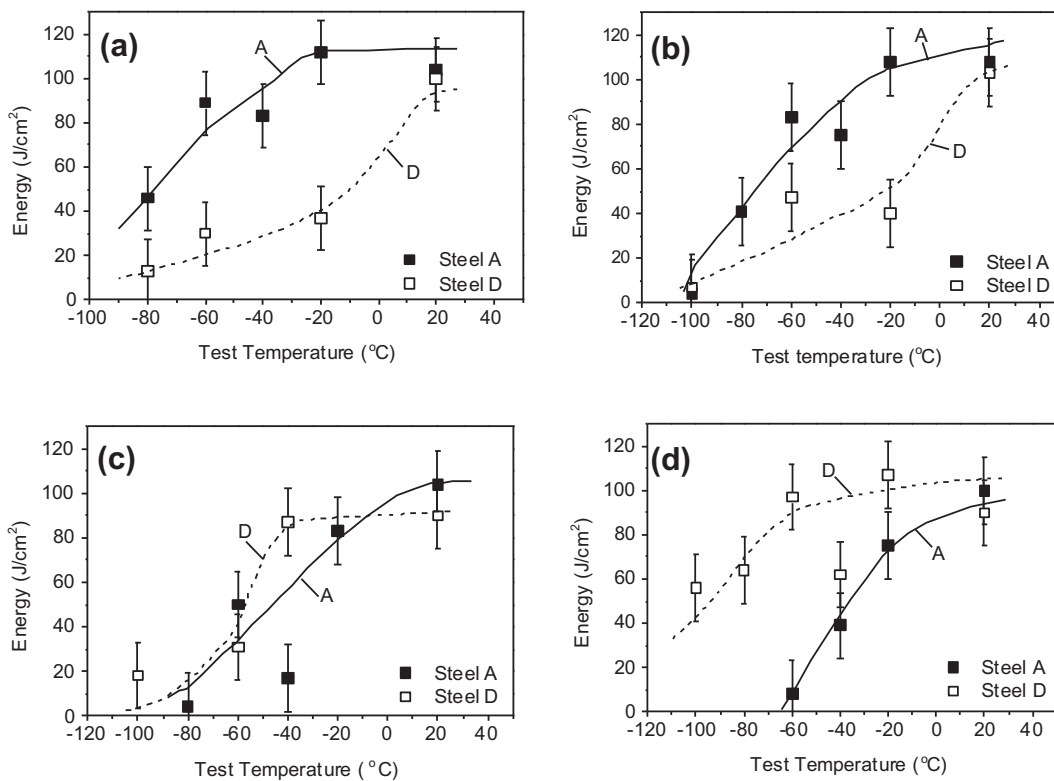 (a)
A
D
Steel A
Steel D
120
100
80
60
40
20
0
-100 -80 -60 -40 -20 0 20 40
Energy (J/cm²)
Test Temperature (°C)
(b)
A
D
Steel A
Steel D
120
100
80
60
40
20
0
-120 -100 -80 -60 -40 -20 0 20 40
Energy (J/cm²)
Test temperature (°C)
(c)
D
A
Steel A
Steel D
120
100
80
60
40
20
0
-120 -100 -80 -60 -40 -20 0 20 40
Energy (J/cm²)
Test Temperature (°C)
(d)
D
A
Steel A
Steel D
120
100
80
60
40
20
0
-120 -100 -80 -60 -40 -20 0 20 40
Energy (J/cm²)
Test Temperature (°C)